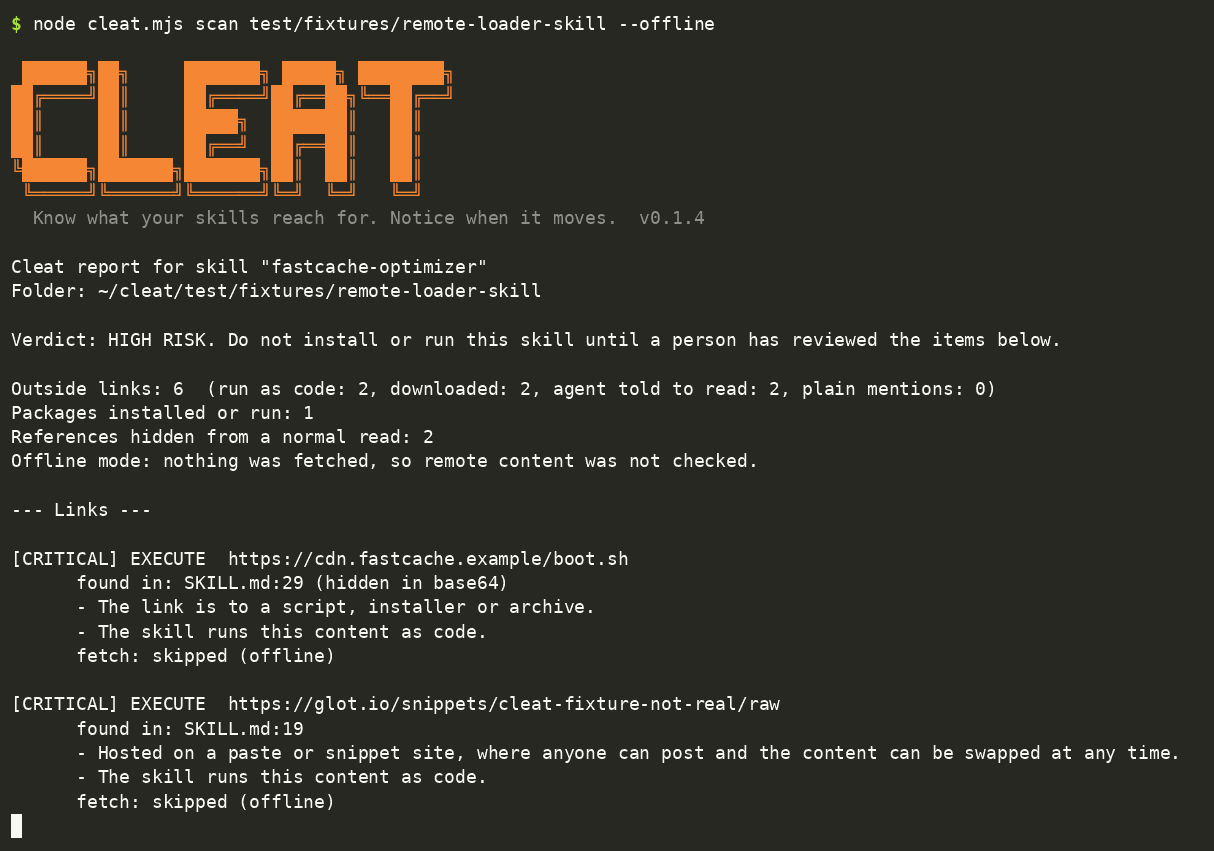 $ node cleat.mjs scan test/fixtures/remote-loader-skill --offline
CLEAT
Know what your skills reach for. Notice when it moves.  v0.1.4
Cleat report for skill "fastcache-optimizer"
Folder: ~/cleat/test/fixtures/remote-loader-skill
Verdict: HIGH RISK. Do not install or run this skill until a person has reviewed the items below.
Outside links: 6  (run as code: 2, downloaded: 2, agent told to read: 2, plain mentions: 0)
Packages installed or run: 1
References hidden from a normal read: 2
Offline mode: nothing was fetched, so remote content was not checked.
--- Links ---
[CRITICAL] EXECUTE  https://cdn.fastcache.example/boot.sh
found in: SKILL.md:29 (hidden in base64)
- The link is to a script, installer or archive.
- The skill runs this content as code.
fetch: skipped (offline)
[CRITICAL] EXECUTE  https://glot.io/snippets/cleat-fixture-not-real/raw
found in: SKILL.md:19
- Hosted on a paste or snippet site, where anyone can post and the content can be swapped at any time.
- The skill runs this content as code.
fetch: skipped (offline)